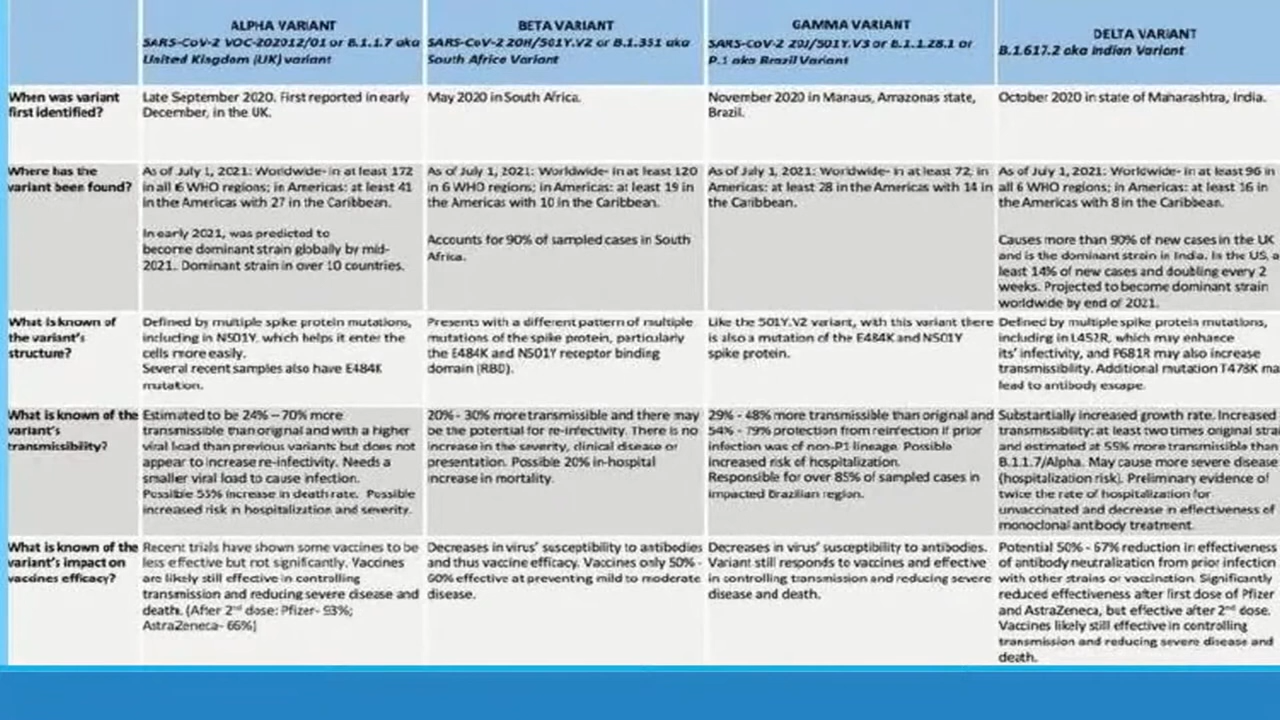 ALPHA VARIANT
SARS-CoV-2 VOC-202012/01 or B.1.1.7 aka
United Kingdom (UK) variant
BETA VARIANT
SARS-CoV-2 20H/501Y.V2 or B.1.351 aka
South Africa Variant
GAMMA VARIANT
SARS-CoV-2 20J/501Y.V3 or B.1.1.28.1 or
P.1 aka Brazil Variant
DELTA VARIANT
B.1.617.2 aka Indian Variant
When was variant
first identified?
Late September 2020. First reported in early
December, in the UK.
May 2020 in South Africa.
November 2020 in Manaus, Amazonas state,
Brazil.
October 2020 in state of Maharashtra, India.
Where has the
variant been found?
As of July 1, 2021: Worldwide- in at least 172
in all 6 WHO regions; in Americas: at least 41
in the Americas with 27 in the Caribbean.
In early 2021, was predicted to
become dominant strain globally by mid-
2021. Dominant strain in over 10 countries.
As of July 1, 2021: Worldwide- in at least 120
in 6 WHO regions; in Americas: at least 19 in
the Americas with 10 in the Caribbean.
Accounts for 90% of sampled cases in South
Africa.
As of July 1, 2021: Worldwide- in at least 72, in
Americas: at least 28 in the Americas with 14 in
the Caribbean.
As of July 1, 2021: Worldwide- in at least 96 in
all 6 WHO regions; in Americas: at least 16 in
the Americas with 8 in the Caribbean.
Causes more than 90% of new cases in the UK
and is the dominant strain in India. In the US, a
least 14% of new cases and doubling every 2
weeks. Projected to become dominant strain
worldwide by end of 2021.
What is known of
the variant's
structure?
Defined by multiple spike protein mutations,
including in N501Y, which helps it enter the
cells more easily.
Several recent samples also have E484K
mutation.
Presents with a different pattern of multiple
mutations of the spike protein, particularly
the E484K and N501Y receptor binding
domain (RBD).
Like the 501Y.V2 variant, with this variant there
is also a mutation of the E484K and N501Y
spike protein.
Defined by multiple spike protein mutations,
including in L452R, which may enhance
its' infectivity, and P681R may also increase
transmissibility. Additional mutation T478K ma
lead to antibody escape.
What is known of the
variant's
transmissibility?
Estimated to be 24% – 70% more
transmissible than original and with a higher
viral load than previous variants but does not
appear to increase re-infectivity. Needs a
smaller viral load to cause infection.
Possible 55% increase in death rate. Possible
increased risk in hospitalization and severity.
20% - 30% more transmissible and there may
be the potential for re-infectivity. There is no
increase in the severity, clinical disease or
presentation. Possible 20% in-hospital
increase in mortality.
29% - 48% more transmissible than original and
54% - 79% protection from reinfection if prior
infection was of non-P1 lineage. Possible
increased risk of hospitalization.
Responsible for over 85% of sampled cases in
impacted Brazilian region.
Substantially increased growth rate. Increased
transmissibility: at least two times original strai
and estimated at 55% more transmissible than
B.1.1.7/Alpha. May cause more severe disease
(hospitalization risk). Preliminary evidence of
twice the rate of hospitalization for
unvaccinated and decrease in effectiveness of
monoclonal antibody treatment.
What is known of the
variant's impact on
vaccines efficacy?
Recent trials have shown some vaccines to be
less effective but not significantly. Vaccines
are likely still effective in controlling
transmission and reducing severe disease and
death. (After 2nd dose: Pfizer- 93%;
AstraZeneca- 66%)
Decreases in virus' susceptibility to antibodies
and thus vaccine efficacy. Vaccines only 50% -
60% effective at preventing mild to moderate
disease.
Decreases in virus' susceptibility to antibodies.
Variant still responds to vaccines and effective
in controlling transmission and reducing severe
disease and death.
Potential 50% - 67% reduction in effectiveness
of antibody neutralization from prior infection
with other strains or vaccination. Significantly
reduced effectiveness after first dose of Pfizer
and AstraZeneca, but effective after 2nd dose.
Vaccines likely still effective in controlling
transmission and reducing severe disease and
death.